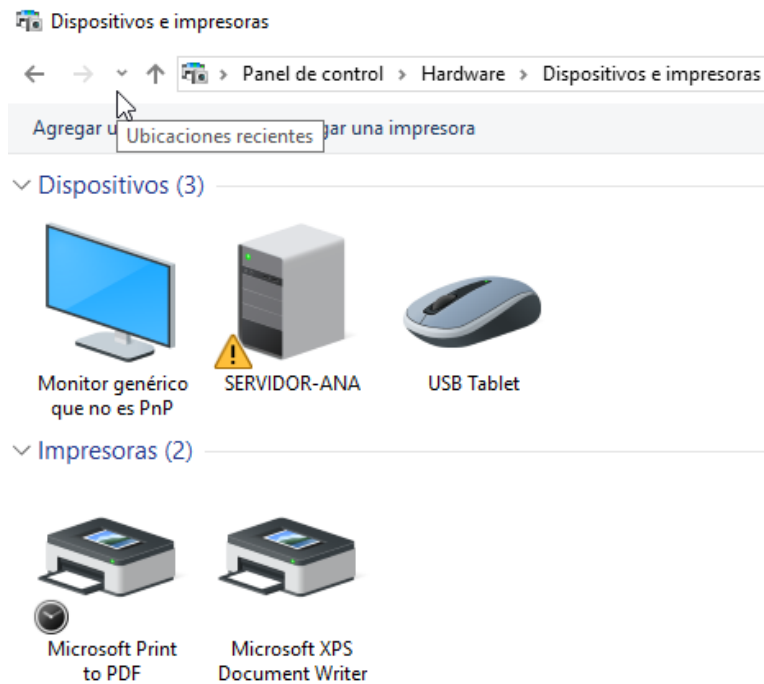 Dispositivos e impresoras
Panel de control > Hardware > Dispositivos e impresoras
Agregar u
gar una impresora
Ubicaciones recientes
Dispositivos (3)
Monitor genérico
que no es PnP
SERVIDOR-ANA
USB Tablet
Impresoras (2)
Microsoft Print
to PDF
Microsoft XPS
Document Writer